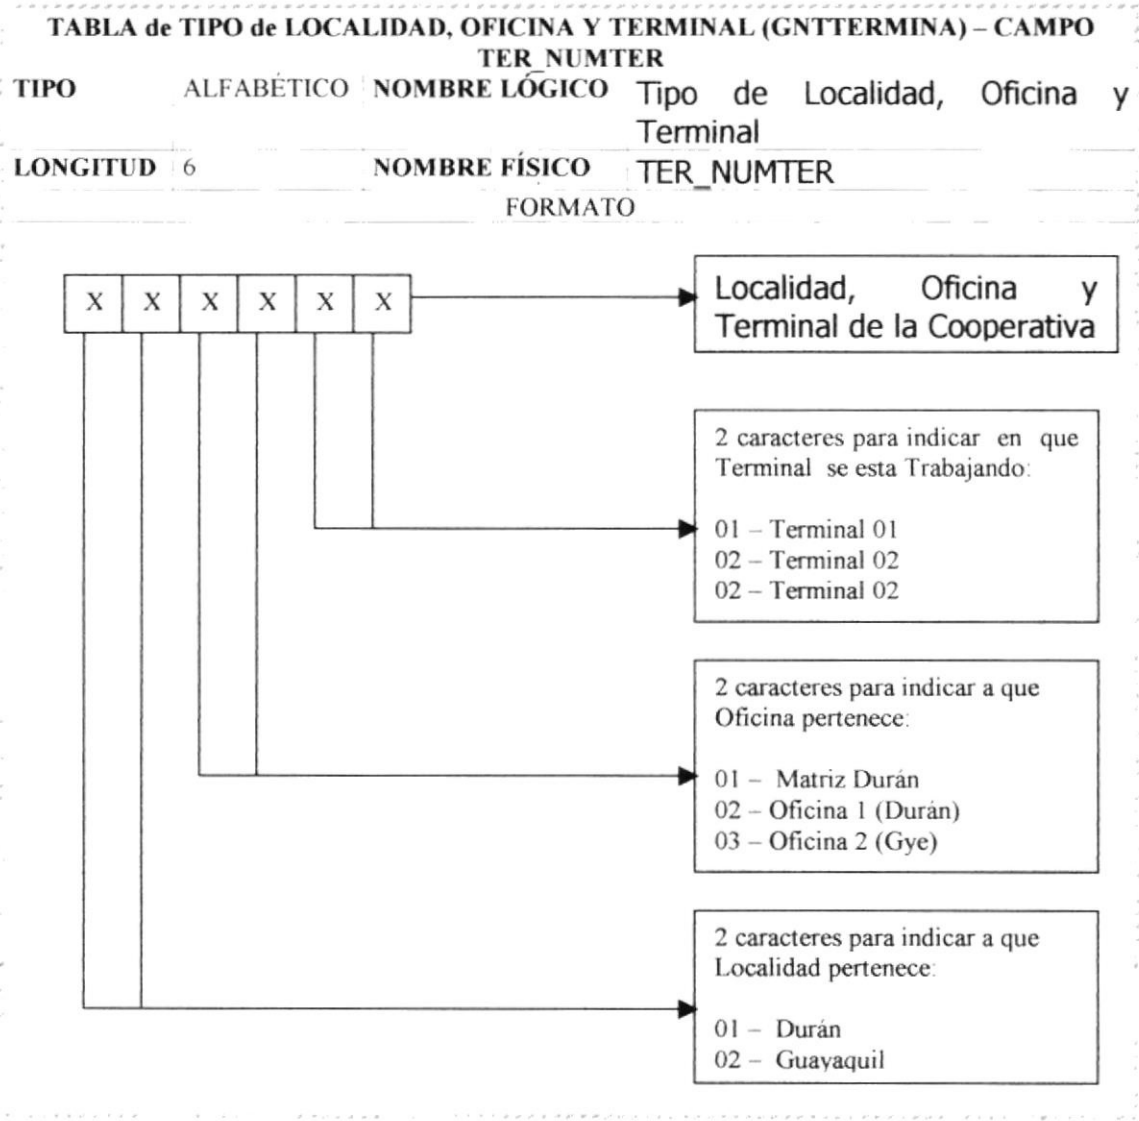 TABLA de TIPO de LOCALIDAD, OFICINA Y TERMINAL (GNTTERMINA) – CAMPO
TER_NUMTER
TIPO ALFABÉTICO NOMBRE LÓGICO Tipo de Localidad, Oficina y
Terminal
LONGITUD 6 NOMBRE FÍSICO TER_NUMTER
FORMATO
X X X X X X
Localidad, Oficina y
Terminal de la Cooperativa
2 caracteres para indicar en que
Terminal se esta Trabajando:
01 – Terminal 01
02 – Terminal 02
02 – Terminal 02
2 caracteres para indicar a que
Oficina pertenece:
01 – Matriz Durán
02 – Oficina 1 (Durán)
03 – Oficina 2 (Gye)
2 caracteres para indicar a que
Localidad pertenece:
01 – Durán
02 – Guayaquil